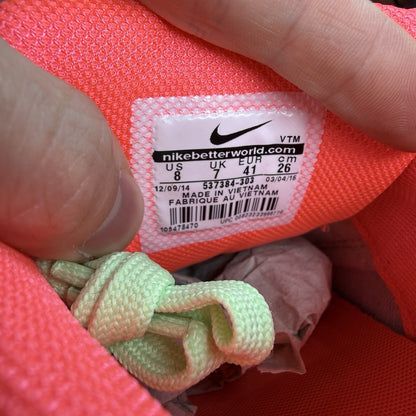 VTM
nikebetterworld.com
US UK EUR cm
8 7 41 26
12/09/14 537384-303 03/04/15
MADE IN VIETNAM
FABRIQUE AU VIETNAM